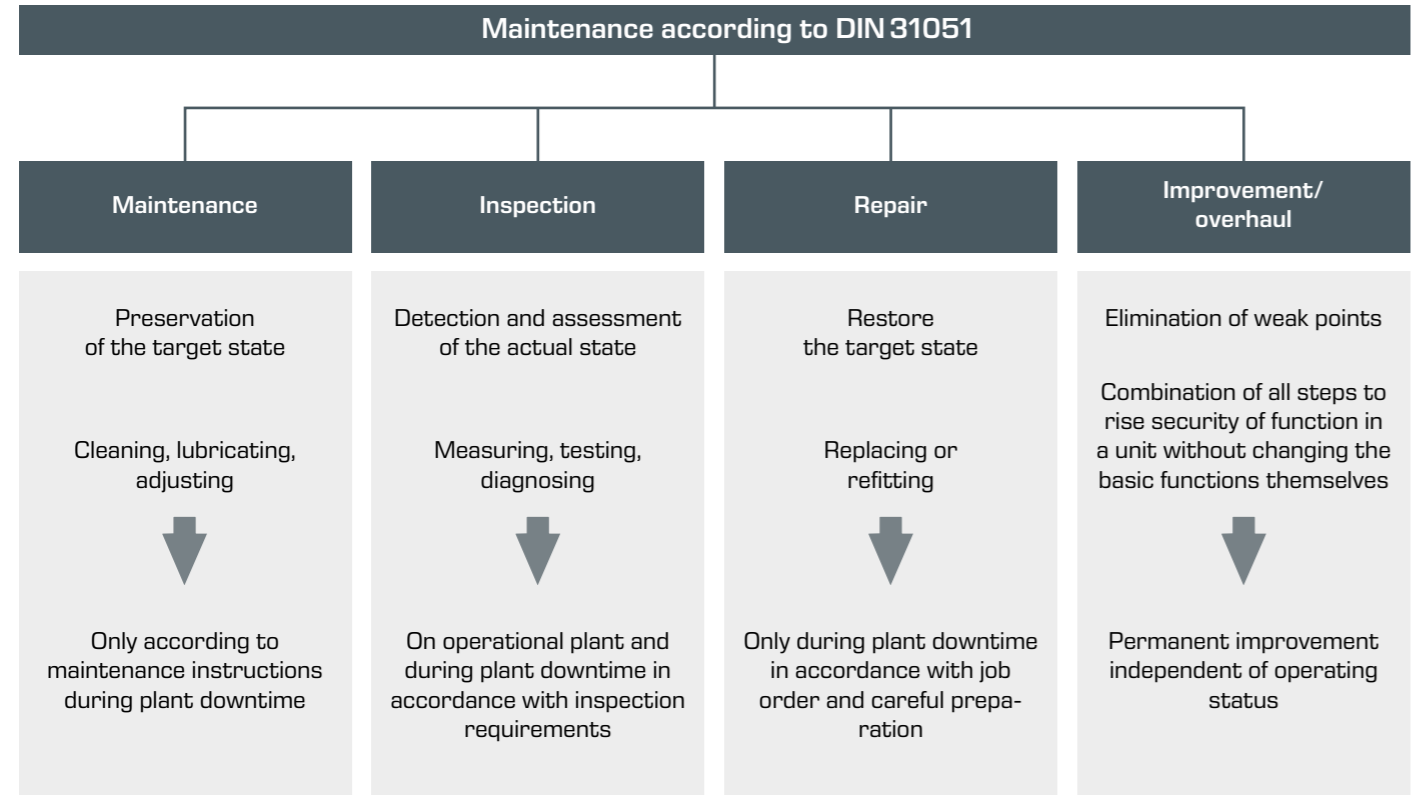 Maintenance according to DIN 31051
Maintenance
Inspection
Repair
Improvement/
overhaul
Preservation
of the target state
Cleaning, lubricating,
adjusting
Only according to
maintenance instructions
during plant downtime
Detection and assessment
of the actual state
Measuring, testing,
diagnosing
On operational plant and
during plant downtime in
accordance with inspection
requirements
Restore
the target state
Replacing or
refitting
Only during plant downtime
in accordance with job
order and careful prepa-
ration
Elimination of weak points
Combination of all steps to
rise security of function in
a unit without changing the
basic functions themselves
Permanent improvement
independent of operating
status